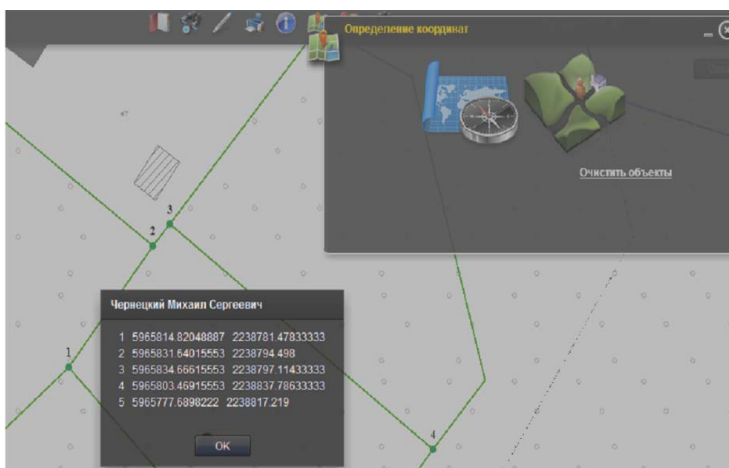 Определение координат
Очистить объекты
47
3
2
1
4
Чернецкий Михаил Сергеевич
1 5965814.82048887 2238781.47833333
2 5965831.64015553 2238794.498
3 5965834.66615553 2238797.11433333
4 5965803.46915553 2238837.78633333
5 5965777.6898222 2238817.219
OK